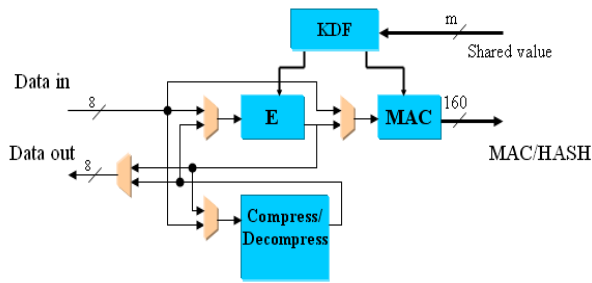 KDF
m
Shared value
Data in
8
E
MAC
160
MAC/HASH
Data out
8
Compress/
Decompress